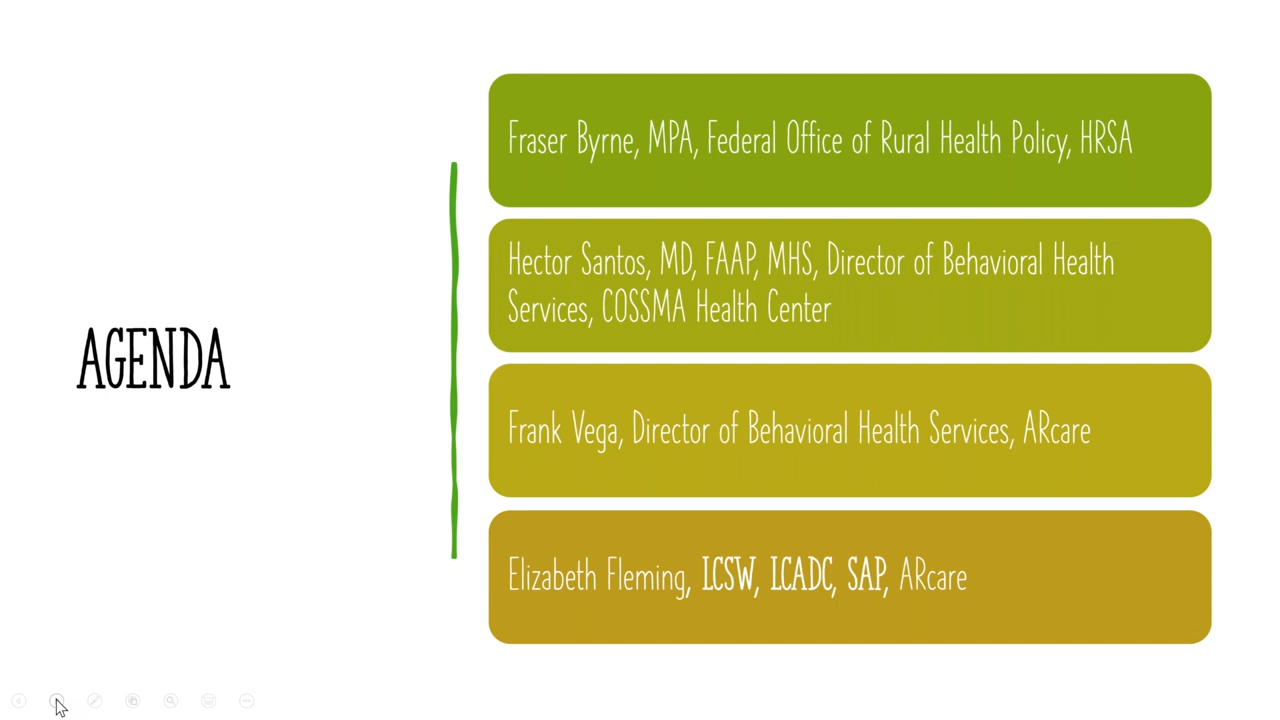 AGENDA
Fraser Byrne, MPA, Federal Office of Rural Health Policy, HRSA
Hector Santos, MD, FAAP, MHS, Director of Behavioral Health
Services, COSSMA Health Center
Frank Vega, Director of Behavioral Health Services, ARcare
Elizabeth Fleming, LCSW, LCADC, SAP, ARcare